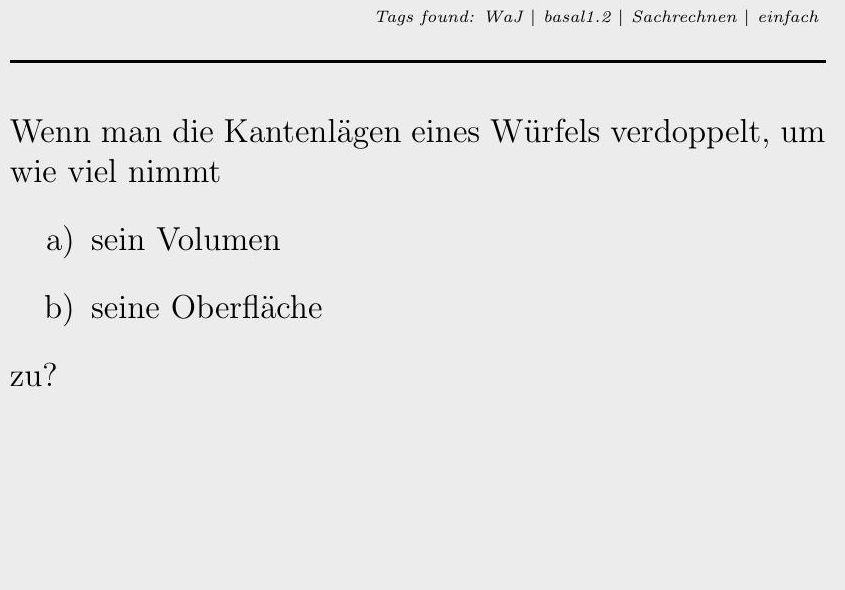 Tags found: WaJ | basal1.2 | Sachrechnen | einfach
Wenn man die Kantenlägen eines Würfels verdoppelt, um
wie viel nimmt
a) sein Volumen
b) seine Oberfläche
zu?